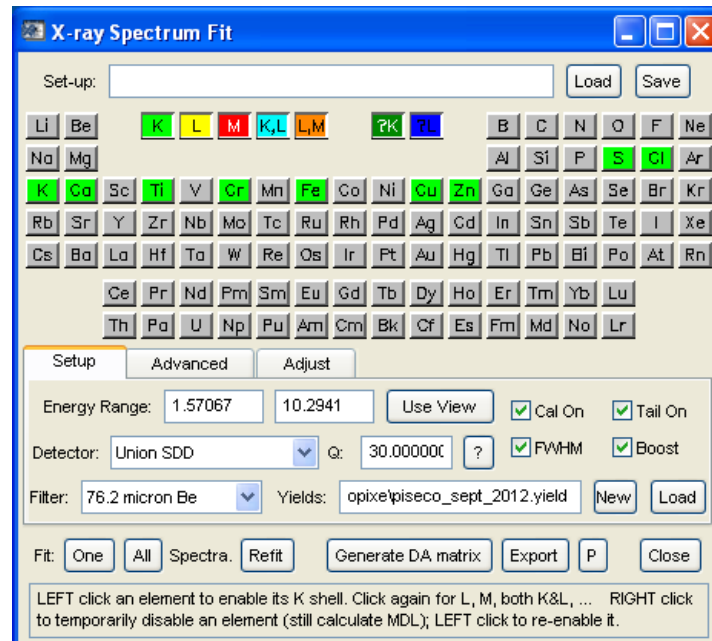 X-ray Spectrum Fit
Set-up: Load Save
Li Be K L M K,L L,M ?K ?L B C N O F Ne
Na Mg Al Si P S Cl Ar
K Ca Sc Ti V Cr Mn Fe Co Ni Cu Zn Ga Ge As Se Br Kr
Rb Sr Y Zr Nb Mo Tc Ru Rh Pd Ag Cd In Sn Sb Te I Xe
Cs Ba La Hf Ta W Re Os Ir Pt Au Hg Tl Pb Bi Po At Rn
Ce Pr Nd Pm Sm Eu Gd Tb Dy Ho Er Tm Yb Lu
Th Pa U Np Pu Am Cm Bk Cf Es Fm Md No Lr
Setup Advanced Adjust
Energy Range: 1.57067 10.2941 Use View Cal On Tail On
Detector: Union SDD Q: 30.000000 ? FWHM Boost
Filter: 76.2 micron Be Yields: opixe\piseco_sept_2012.yield New Load
Fit: One All Spectra. Refit Generate DA matrix Export P Close
LEFT click an element to enable its K shell. Click again for L, M, both K&L, ... RIGHT click
to temporarily disable an element (still calculate MDL); LEFT click to re-enable it.